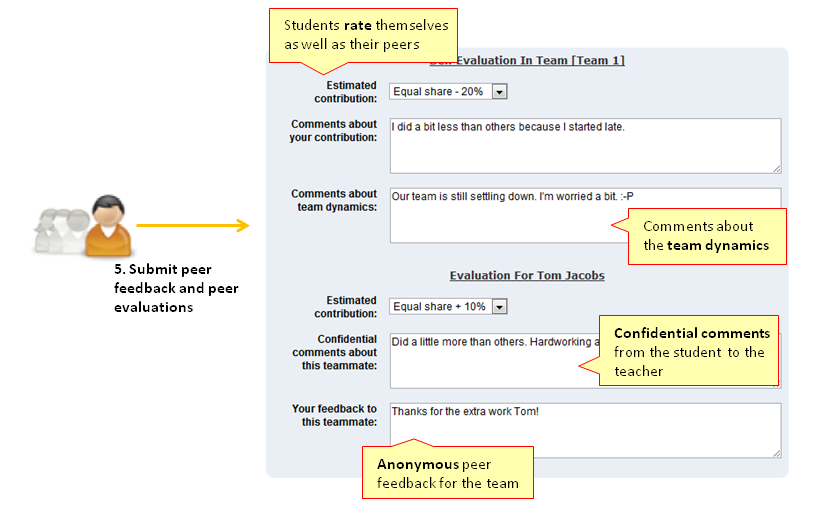 Students rate themselves
as well as their peers
Evaluation In Team [Team 1]
Estimated
contribution:
Equal share - 20%
Comments about
your contribution:
I did a bit less than others because I started late.
Comments about
team dynamics:
Our team is still settling down. I'm worried a bit. :-P
Comments about
the team dynamics
5. Submit peer
feedback and peer
evaluations
Evaluation For Tom Jacobs
Estimated
contribution:
Equal share + 10%
Confidential
comments about
this teammate:
Did a little more than others. Hardworking a
Confidential comments
from the student to the
teacher
Your feedback to
this teammate:
Thanks for the extra work Tom!
Anonymous peer
feedback for the team